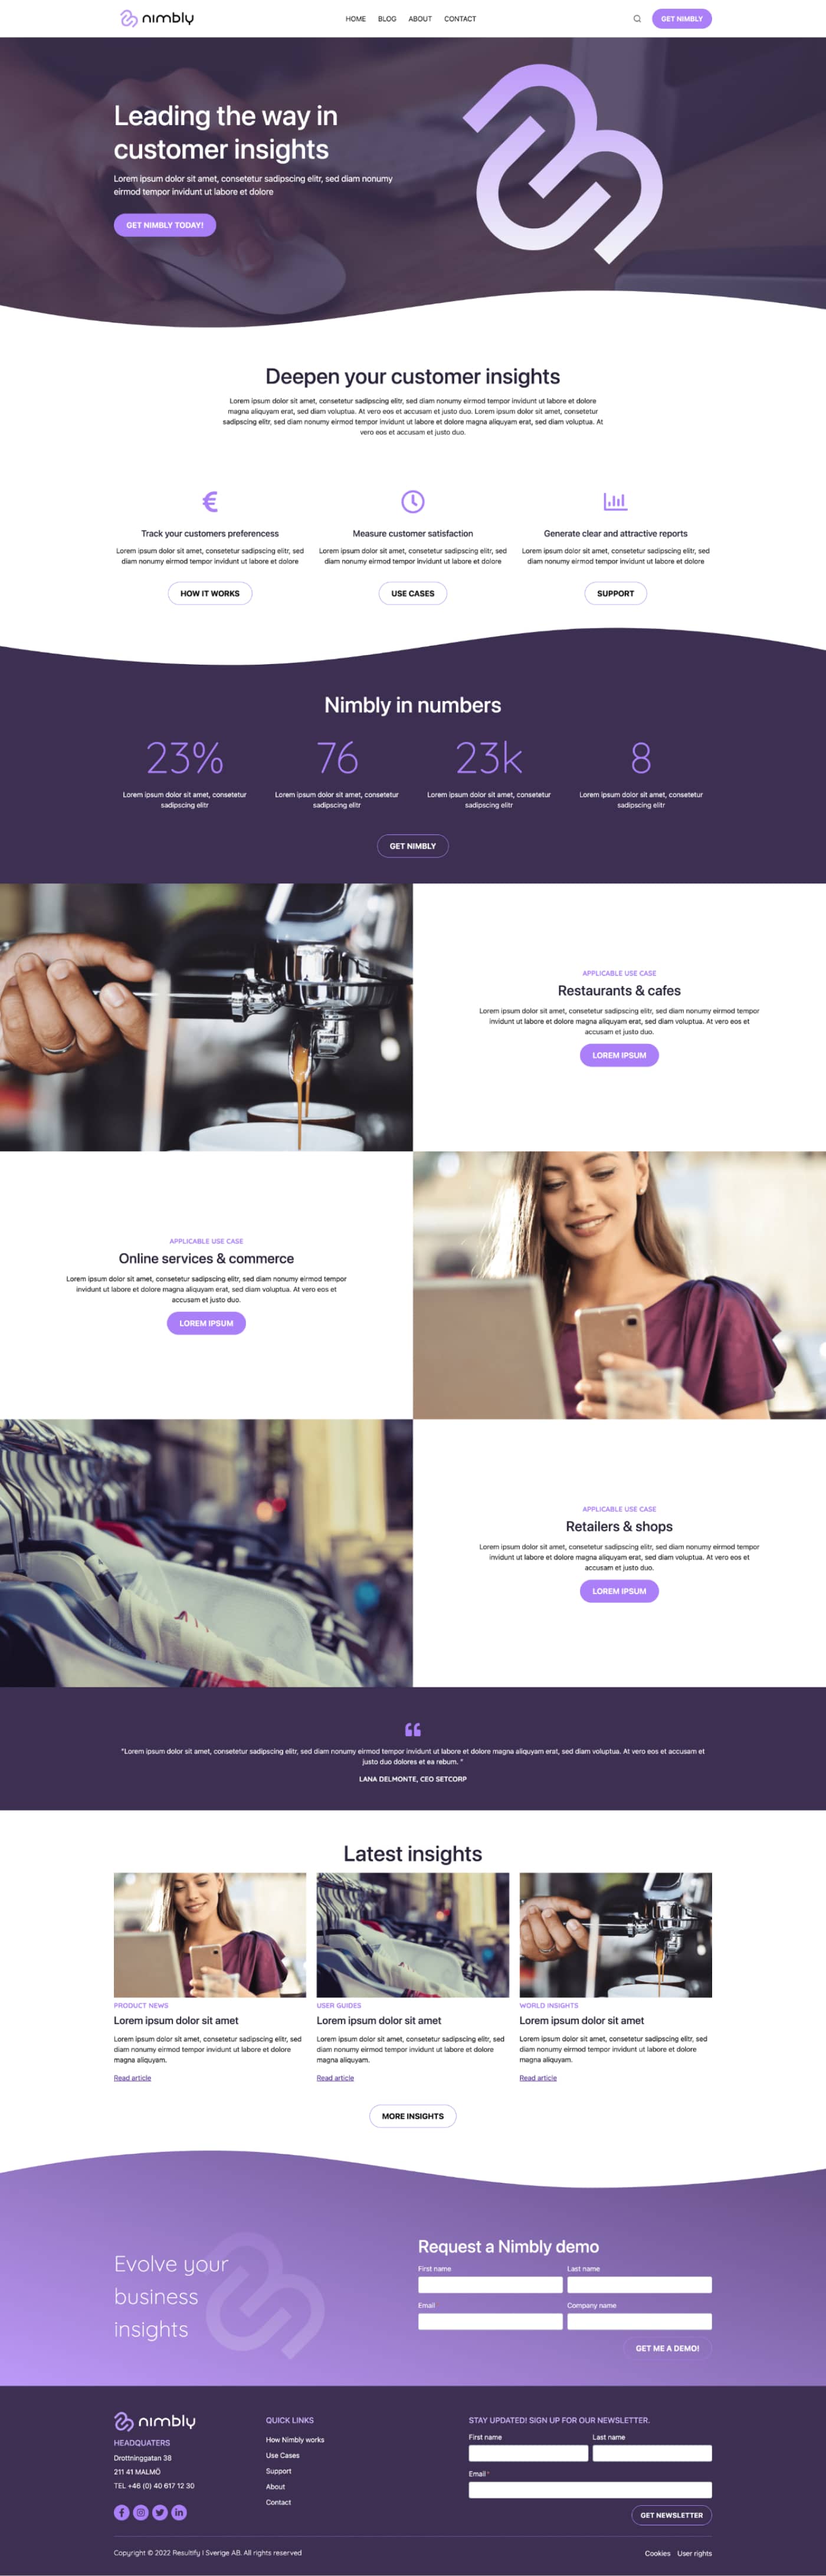 nimbly
HOME BLOG ABOUT CONTACT
GET NIMBLY
Leading the way in
customer insights
Lorem ipsum dolor sit amet, consetetur sadipscing elitr, sed diam nonumy
eirmod tempor invidunt ut labore et dolore
GET NIMBLY TODAY!
Deepen your customer insights
Lorem ipsum dolor sit amet, consetetur sadipscing elitr, sed diam nonumy eirmod tempor invidunt ut labore et dolore
magna aliquyam erat, sed diam voluptua. At vero eos et accusam et justo duo. Lorem ipsum dolor sit amet, consetetur
sadipscing elitr, sed diam nonumy eirmod tempor invidunt ut labore et dolore magna aliquyam erat, sed diam voluptua. At
vero eos et accusam et justo duo.
Track your customers preferencess
Lorem ipsum dolor sit amet, consetetur sadipscing elitr, sed
diam nonumy eirmod tempor invidunt ut labore et dolore
HOW IT WORKS
Measure customer satisfaction
Lorem ipsum dolor sit amet, consetetur sadipscing elitr, sed
diam nonumy eirmod tempor invidunt ut labore et dolore
USE CASES
Generate clear and attractive reports
Lorem ipsum dolor sit amet, consetetur sadipscing elitr, sed
diam nonumy eirmod tempor invidunt ut labore et dolore
SUPPORT
Nimbly in numbers
23%
Lorem ipsum dolor sit amet, consetetur
sadipscing elitr
76
Lorem ipsum dolor sit amet, consetetur
sadipscing elitr
23k
Lorem ipsum dolor sit amet, consetetur
sadipscing elitr
8
Lorem ipsum dolor sit amet, consetetur
sadipscing elitr
GET NIMBLY
APPLICABLE USE CASE
Restaurants & cafes
Lorem ipsum dolor sit amet, consetetur sadipscing elitr, sed diam nonumy eirmod tempor
invidunt ut labore et dolore magna aliquyam erat, sed diam voluptua. At vero eos et
accusam et justo duo.
LOREM IPSUM
APPLICABLE USE CASE
Online services & commerce
Lorem ipsum dolor sit amet, consetetur sadipscing elitr, sed diam nonumy eirmod tempor
invidunt ut labore et dolore magna aliquyam erat, sed diam voluptua. At vero eos et
accusam et justo duo.
LOREM IPSUM
APPLICABLE USE CASE
Retailers & shops
Lorem ipsum dolor sit amet, consetetur sadipscing elitr, sed diam nonumy eirmod tempor
invidunt ut labore et dolore magna aliquyam erat, sed diam voluptua. At vero eos et
accusam et justo duo.
LOREM IPSUM
"Lorem ipsum dolor sit amet, consetetur sadipscing elitr, sed diam nonumy eirmod tempor invidunt ut labore et dolore magna aliquyam erat, sed diam voluptua. At vero eos et accusam et
justo duo dolores et ea rebum. "
LANA DELMONTE, CEO SETCORP
Latest insights
PRODUCT NEWS
Lorem ipsum dolor sit amet
Lorem ipsum dolor sit amet, consetetur sadipscing elitr, sed
diam nonumy eirmod tempor invidunt ut labore et dolore
magna aliquyam.
Read article
USER GUIDES
Lorem ipsum dolor sit amet
Lorem ipsum dolor sit amet, consetetur sadipscing elitr, sed
diam nonumy eirmod tempor invidunt ut labore et dolore
magna aliquyam.
Read article
WORLD INSIGHTS
Lorem ipsum dolor sit amet
Lorem ipsum dolor sit amet, consetetur sadipscing elitr, sed
diam nonumy eirmod tempor invidunt ut labore et dolore
magna aliquyam.
Read article
MORE INSIGHTS
Evolve your
business
insights
Request a Nimbly demo
First name Last name
Email Company name
GET ME A DEMO!
nimbly
HEADQUATERS
Drottninggatan 38
211 41 MALMÖ
TEL +46 (0) 40 617 12 30
QUICK LINKS
How Nimbly works
Use Cases
Support
About
Contact
STAY UPDATED! SIGN UP FOR OUR NEWSLETTER.
First name Last name
Email*
GET NEWSLETTER
Copyright © 2022 Resultify I Sverige AB. All rights reserved
Cookies User rights